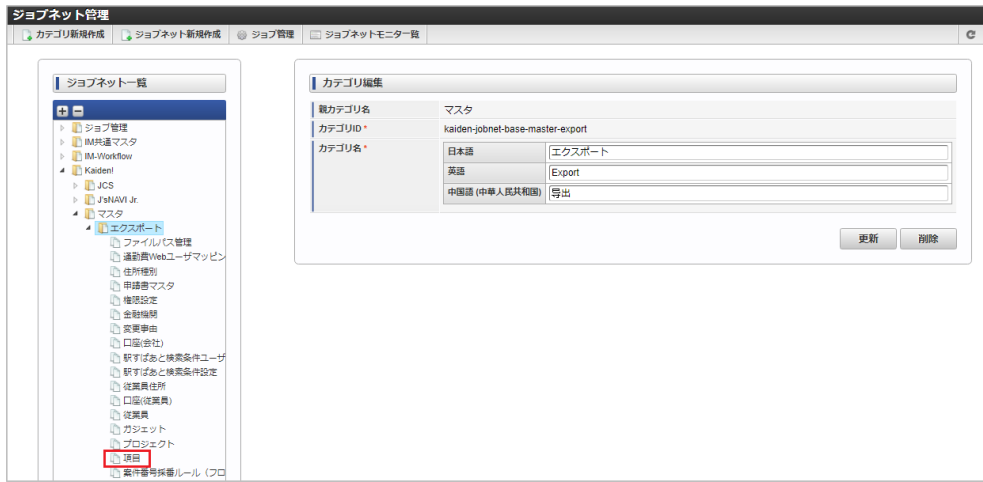 ジョブネット管理
カテゴリ新規作成 ジョブネット新規作成 ジョブ管理 ジョブネットモニター覧
ジョブネット一覧
ジョブ管理
IM共通マスタ
IM-Workflow
Kaiden!
JCS
J'sNAVI Jr.
マスタ
エクスポート
ファイルパス管理
通勤費Webユーザマッピン
住所種別
申請書マスタ
権限設定
金融機関
変更事由
口座(会社)
駅すぱあと検索条件ユーザ
駅すぱあと検索条件設定
従業員住所
口座(従業員)
従業員
ガジェット
プロジェクト
項目
案件番号採番ルール（フロ
カテゴリ編集
親カテゴリ名 マスタ
カテゴリID * kaiden-jobnet-base-master-export
カテゴリ名 *
日本語 エクスポート
英語 Export
中国語 (中華人民共和国) 导出
更新 削除